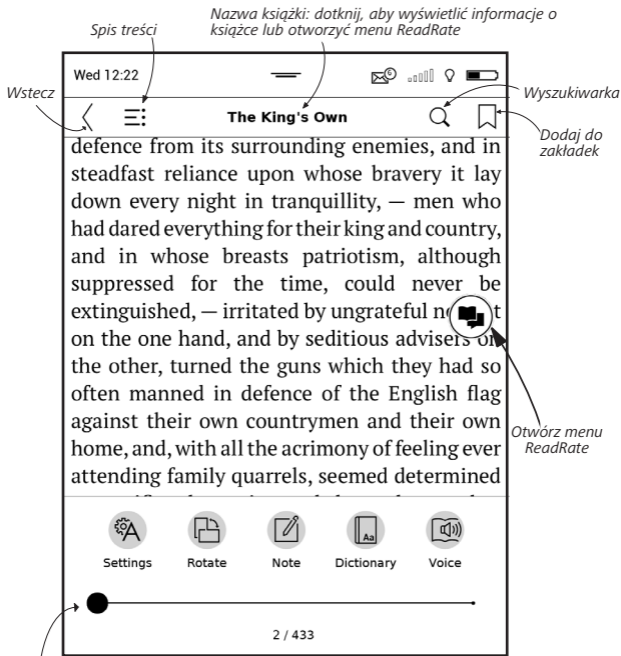 Nazwa książki: dotknij, aby wyświetlić informacje o
książce lub otworzyć menu ReadRate
Spis treści
Wstecz
Wed 12:22
6
Wyszukiwarka
The King's Own
Dodaj do
zakładek
defence from its surrounding enemies, and in
steadfast reliance upon whose bravery it lay
down every night in tranquillity, — men who
had dared everything for their king and country,
and in whose breasts patriotism, although
suppressed for the time, could never be
extinguished, — irritated by ungrateful
on the one hand, and by seditious advisers on
the other, turned the guns which they had so
often manned in defence of the English flag
against their own countrymen and their own
home, and, with all the acrimony of feeling ever
attending family quarrels, seemed determined
Otwórz menu
ReadRate
A
Aa
Settings Rotate Note Dictionary Voice
2 / 433